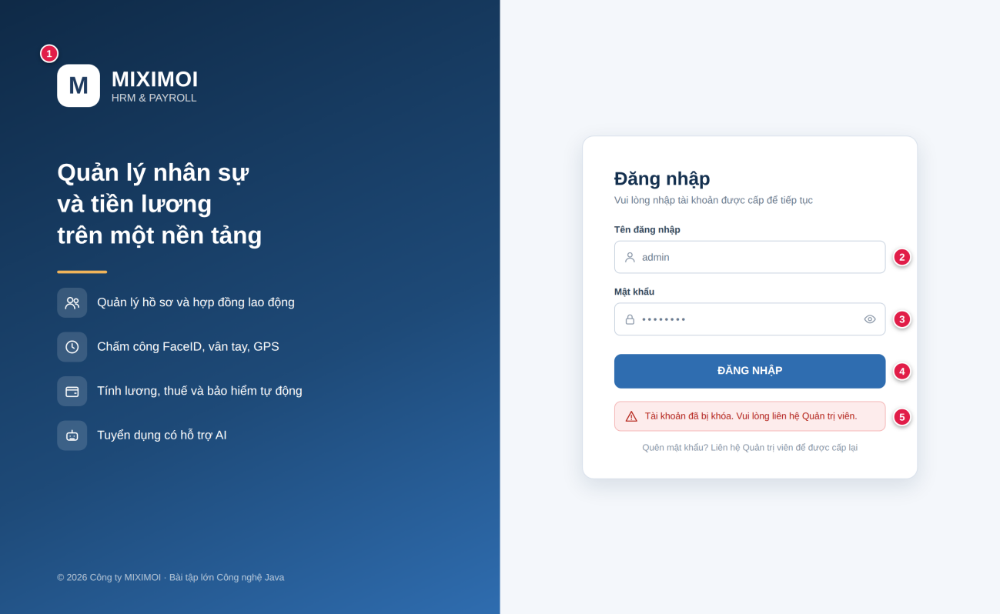 1
M
MIXIMOI
HRM & PAYROLL
Quản lý nhân sự
và tiền lương
trên một nền tảng
Quản lý hồ sơ và hợp đồng lao động
Chấm công FaceID, vân tay, GPS
Tính lương, thuế và bảo hiểm tự động
Tuyển dụng có hỗ trợ AI
© 2026 Công ty MIXIMOI · Bài tập lớn Công nghệ Java
Đăng nhập
Vui lòng nhập tài khoản được cấp để tiếp tục
Tên đăng nhập
admin
2
Mật khẩu
••••••••
3
ĐĂNG NHẬP
4
Tài khoản đã bị khóa. Vui lòng liên hệ Quản trị viên.
5
Quên mật khẩu? Liên hệ Quản trị viên để được cấp lại